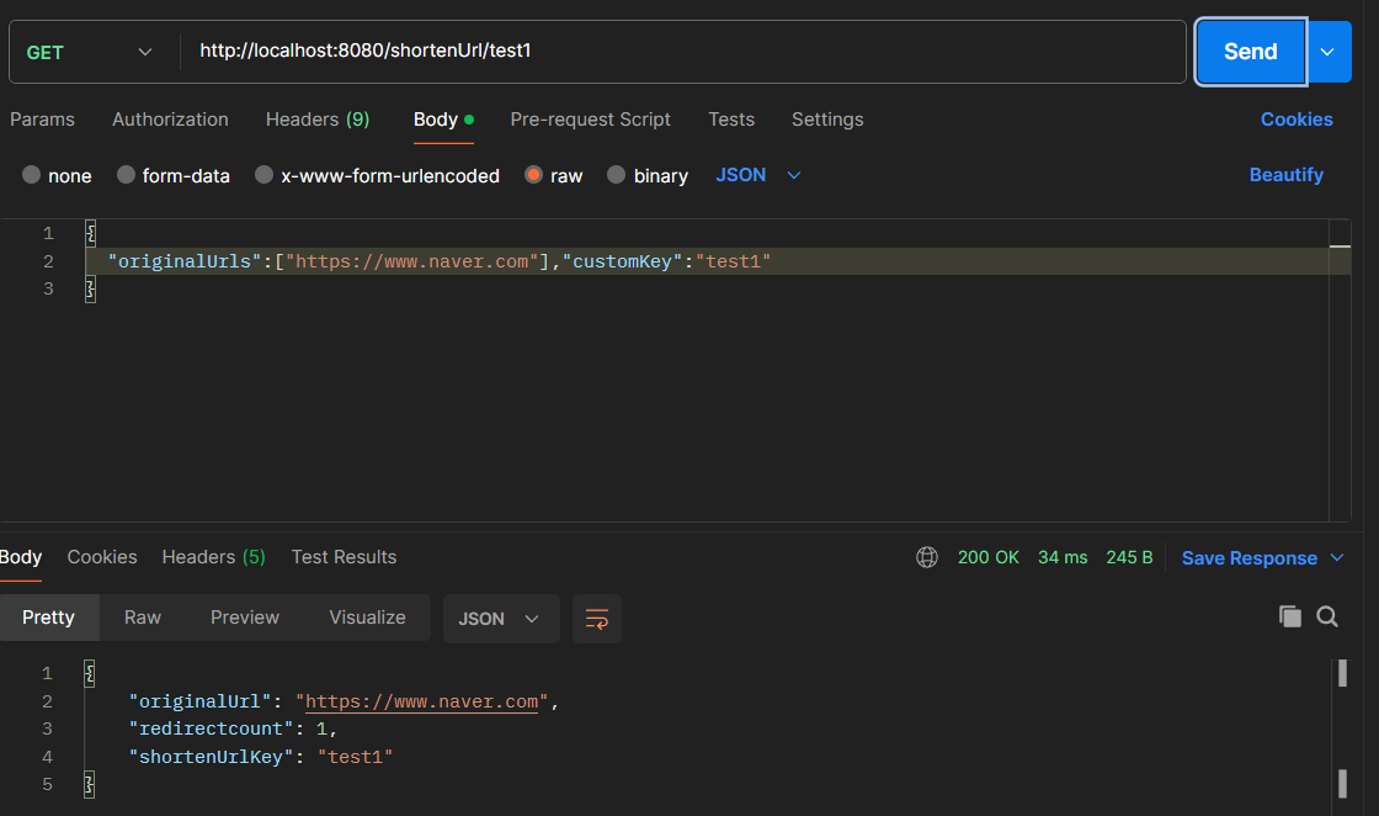 GET http://localhost:8080/shortenUrl/test1 Send
Params Authorization Headers (9) Body Pre-request Script Tests Settings Cookies
none form-data x-www-form-urlencoded raw binary JSON Beautify
1 {
2 "originalUrls":["https://www.naver.com"],"customKey":"test1"
3 }
Body Cookies Headers (5) Test Results 200 OK 34 ms 245 B Save Response
Pretty Raw Preview Visualize JSON
1 {
2 "originalUrl": "https://www.naver.com",
3 "redirectcount": 1,
4 "shortenUrlKey": "test1"
5 }